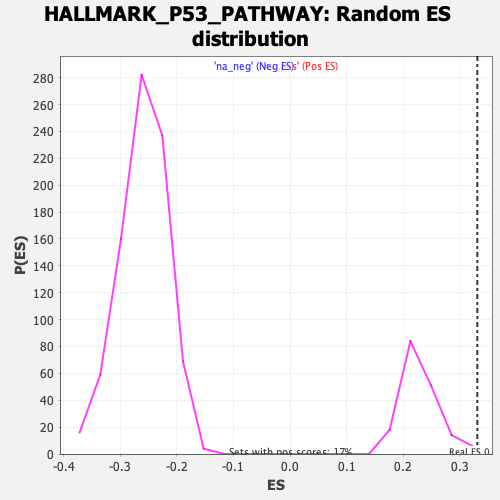 HALLMARK_P53_PATHWAY: Random ES
distribution
'na_neg' (Neg ES)s' (Pos ES)
280
260
240
220
200
180
160
140
120
100
80
60
40
20
0
P(ES)
Sets with pos scores: 17%
Real ES 0
-0.4 -0.3 -0.2 -0.1 0.0 0.1 0.2 0.3
ES